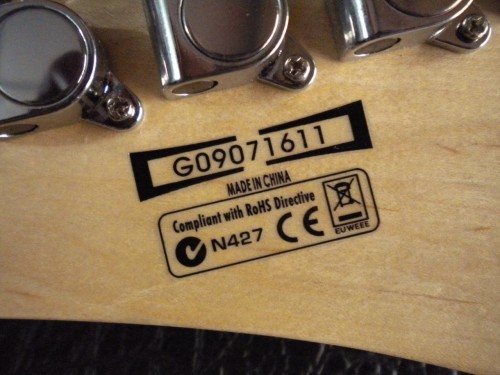 G09071611
MADE IN CHINA
Compliant with RoHS Directive
N427 CE
EU WEEE